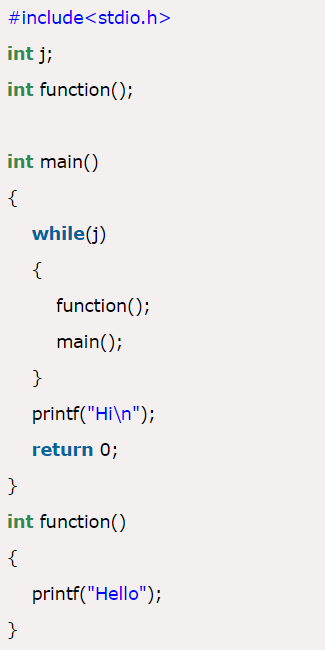 #include<stdio.h>
int j;
int function();
int main()
{
while(j)
{
function();
main();
}
printf("Hi\n");
return 0;
}
int function()
{
printf("Hello");
}